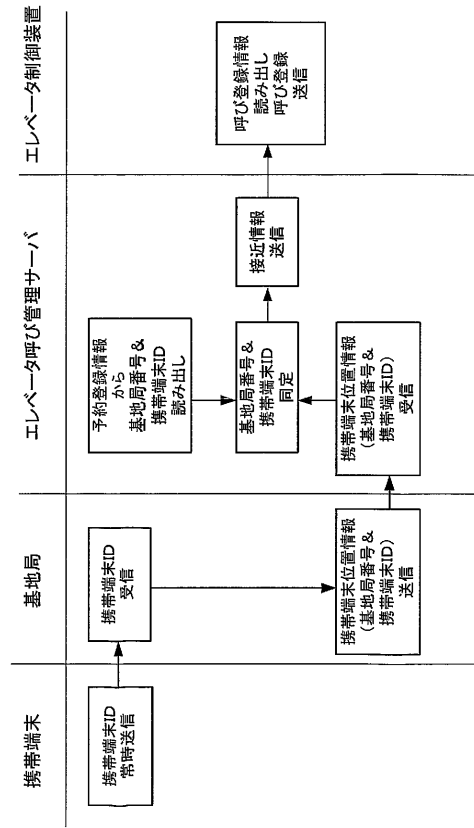 携帯端末
基地局
エレベータ呼び管理サーバ
エレベータ制御装置
携帯端末ID
常時送信
携帯端末ID
受信
携帯端末位置情報
(基地局番号&
携帯端末ID)
送信
予約登録情報
から
基地局番号&
携帯端末ID
読み出し
基地局番号&
携帯端末ID
同定
携帯端末位置情報
(基地局番号&
携帯端末ID)
受信
接近情報
送信
呼び登録情報
読み出し
呼び登録
送信